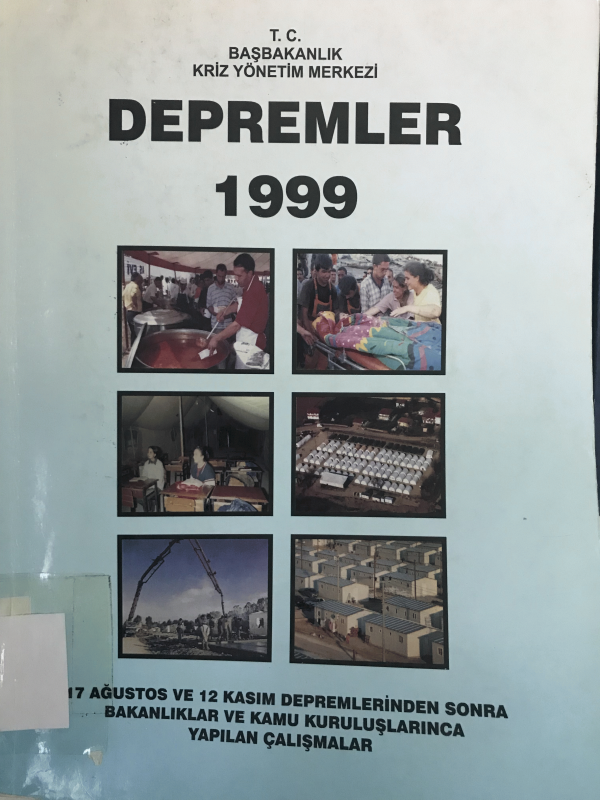 T. C.
BAŞBAKANLIK
KRİZ YÖNETİM MERKEZİ
DEPREMLER
1999
17 AĞUSTOS VE 12 KASIM DEPREMLERİNDEN SONRA
BAKANLIKLAR VE KAMU KURULUŞLARINCA
YAPILAN ÇALIŞMALAR